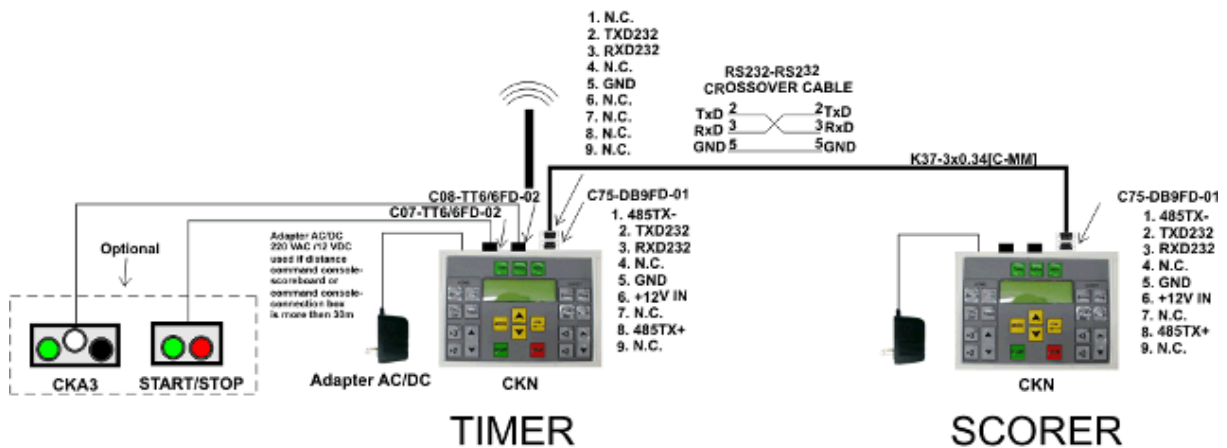 1. N.C.
2. TXD232
3. RXD232
4. N.C.
5. GND
6. N.C.
7. N.C.
8. N.C.
9. N.C.
RS232-RS232
CROSSOVER CABLE
TxD 2 2 TxD
RxD 3 3 RxD
GND 5 5 GND
K37-3x0.34[C-MM]
C08-TT6/6FD-02
C07-TT6/6FD-02
C75-DB9FD-01
1. 485TX-
2. TXD232
3. RXD232
4. N.C.
5. GND
6. +12V IN
7. N.C.
8. 485TX+
9. N.C.
C75-DB9FD-01
1. 485TX-
2. TXD232
3. RXD232
4. N.C.
5. GND
6. +12V IN
7. N.C.
8. 485TX+
9. N.C.
Optional
Adapter AC/DC
220 VAC /12 VDC
used if distance
command console-
scoreboard or
command console-
connection box
is more then 30m
CKA3
START/STOP
Adapter AC/DC
CKN
CKN
TIMER
SCORER